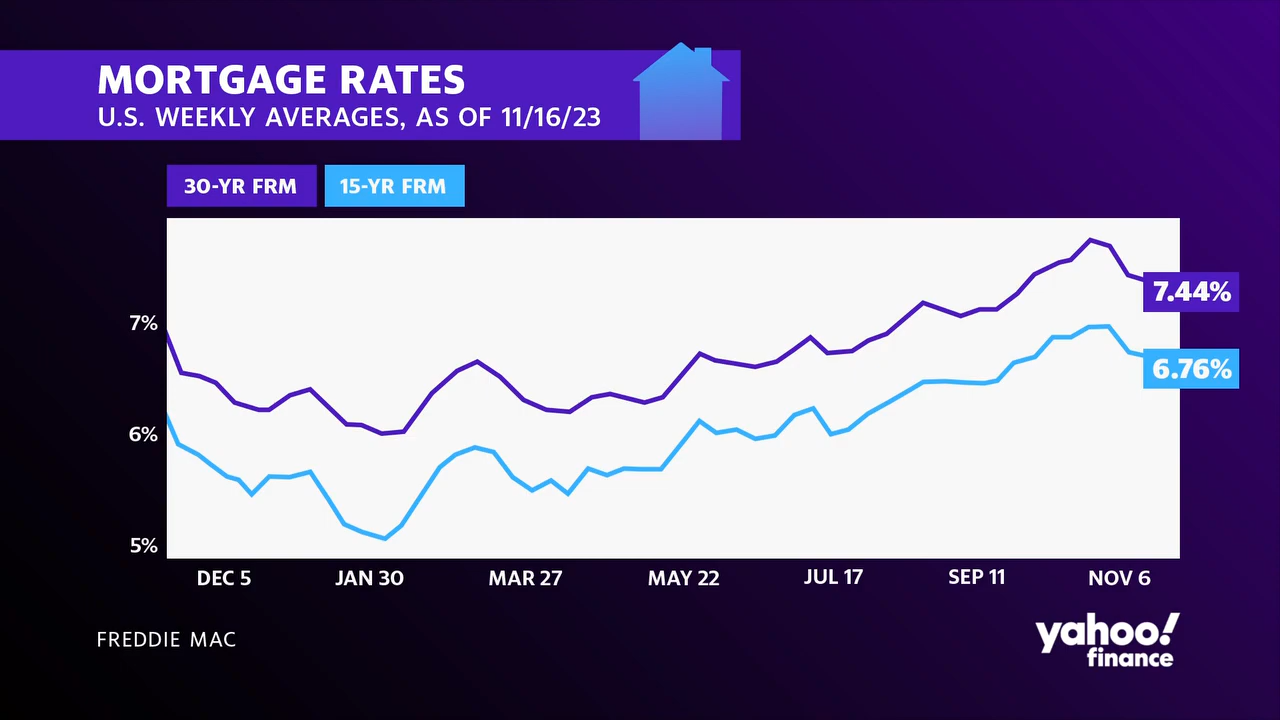 MORTGAGE RATES
U.S. WEEKLY AVERAGES, AS OF 11/16/23
30-YR FRM
15-YR FRM
7%
6%
5%
7.44%
6.76%
DEC 5
JAN 30
MAR 27
MAY 22
JUL 17
SEP 11
NOV 6
FREDDIE MAC
yahoo!
finance